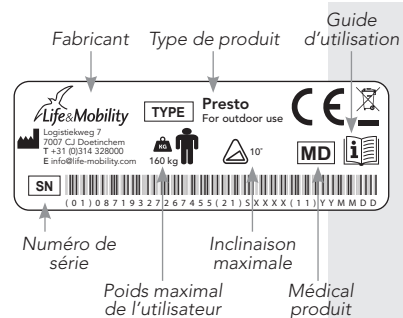 Guide
Fabricant Type de produit d'utilisation
Life&Mobility
TYPE Presto
For outdoor use
CE
Logistiekweg 7
7007 CJ Doetinchem
T +31 (0)314 328000
E info@life-mobility.com
KG
160 kg
10°
MD
i
SN
(01)08719327267455(21)SXXXX(11)YYMMDD
Numéro de
série
Inclinaison
maximale
Poids maximal
de l'utilisateur
Médical
produit